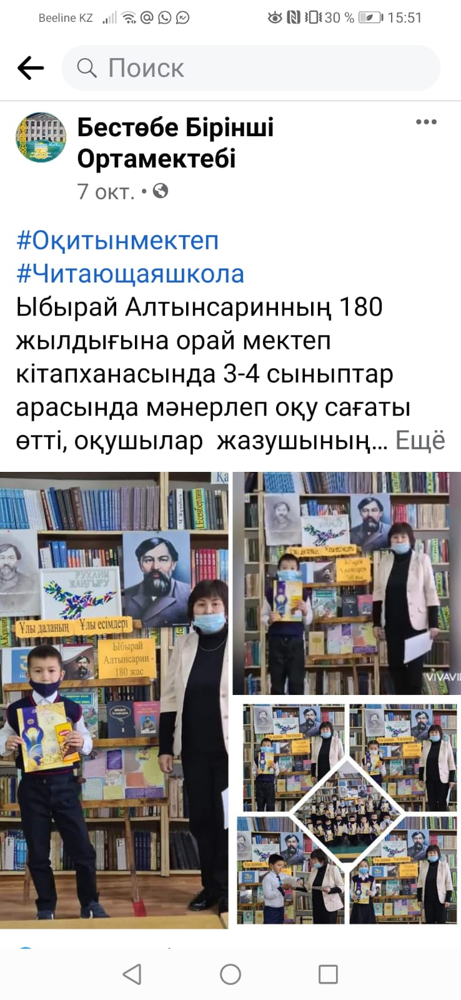 Beeline KZ
30 % 15:51
Поиск
Бестөбе Бірінші
Ортамектебі
7 окт. •
#Оқитынмектеп
#Читающаяшкола
Ыбырай Алтынсаринның 180
жылдығына орай мектеп
кітапханасында 3-4 сыныптар
арасында мәнерлеп оқу сағаты
өтті, оқушылар жазушының... Ещё
РУХАНИ
ЖАҢҒЫРУ
Ұлы даланың Ұлы есімдері
Ыбырай
Алтынсарин -
180 жас
Есенберлин
F
E
VIVAVI